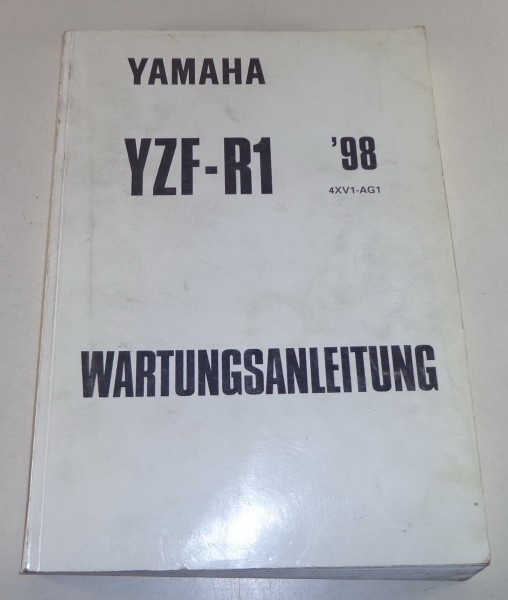 YAMAHA
YZF-R1 '98
4XV1-AG1
WARTUNGSANLEITUNG